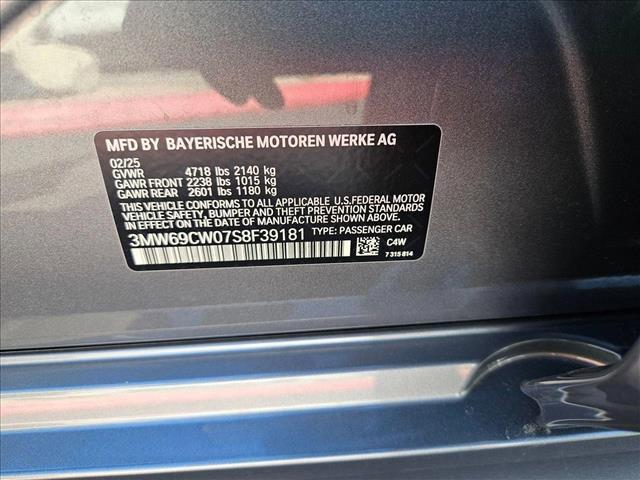 MFD BY BAYERISCHE MOTOREN WERKE AG
02/25
GVWR 4718 lbs 2140 kg
GAWR FRONT 2238 lbs 1015 kg
GAWR REAR 2601 lbs 1180 kg
THIS VEHICLE CONFORMS TO ALL APPLICABLE U.S.FEDERAL MOTOR
VEHICLE SAFETY, BUMPER AND THEFT PREVENTION STANDARDS
IN EFFECT ON THE DATE OF MANUFACTURE SHOWN ABOVE.
3MW69CW07S8F39181 TYPE: PASSENGER CAR
C4W
7 315 814